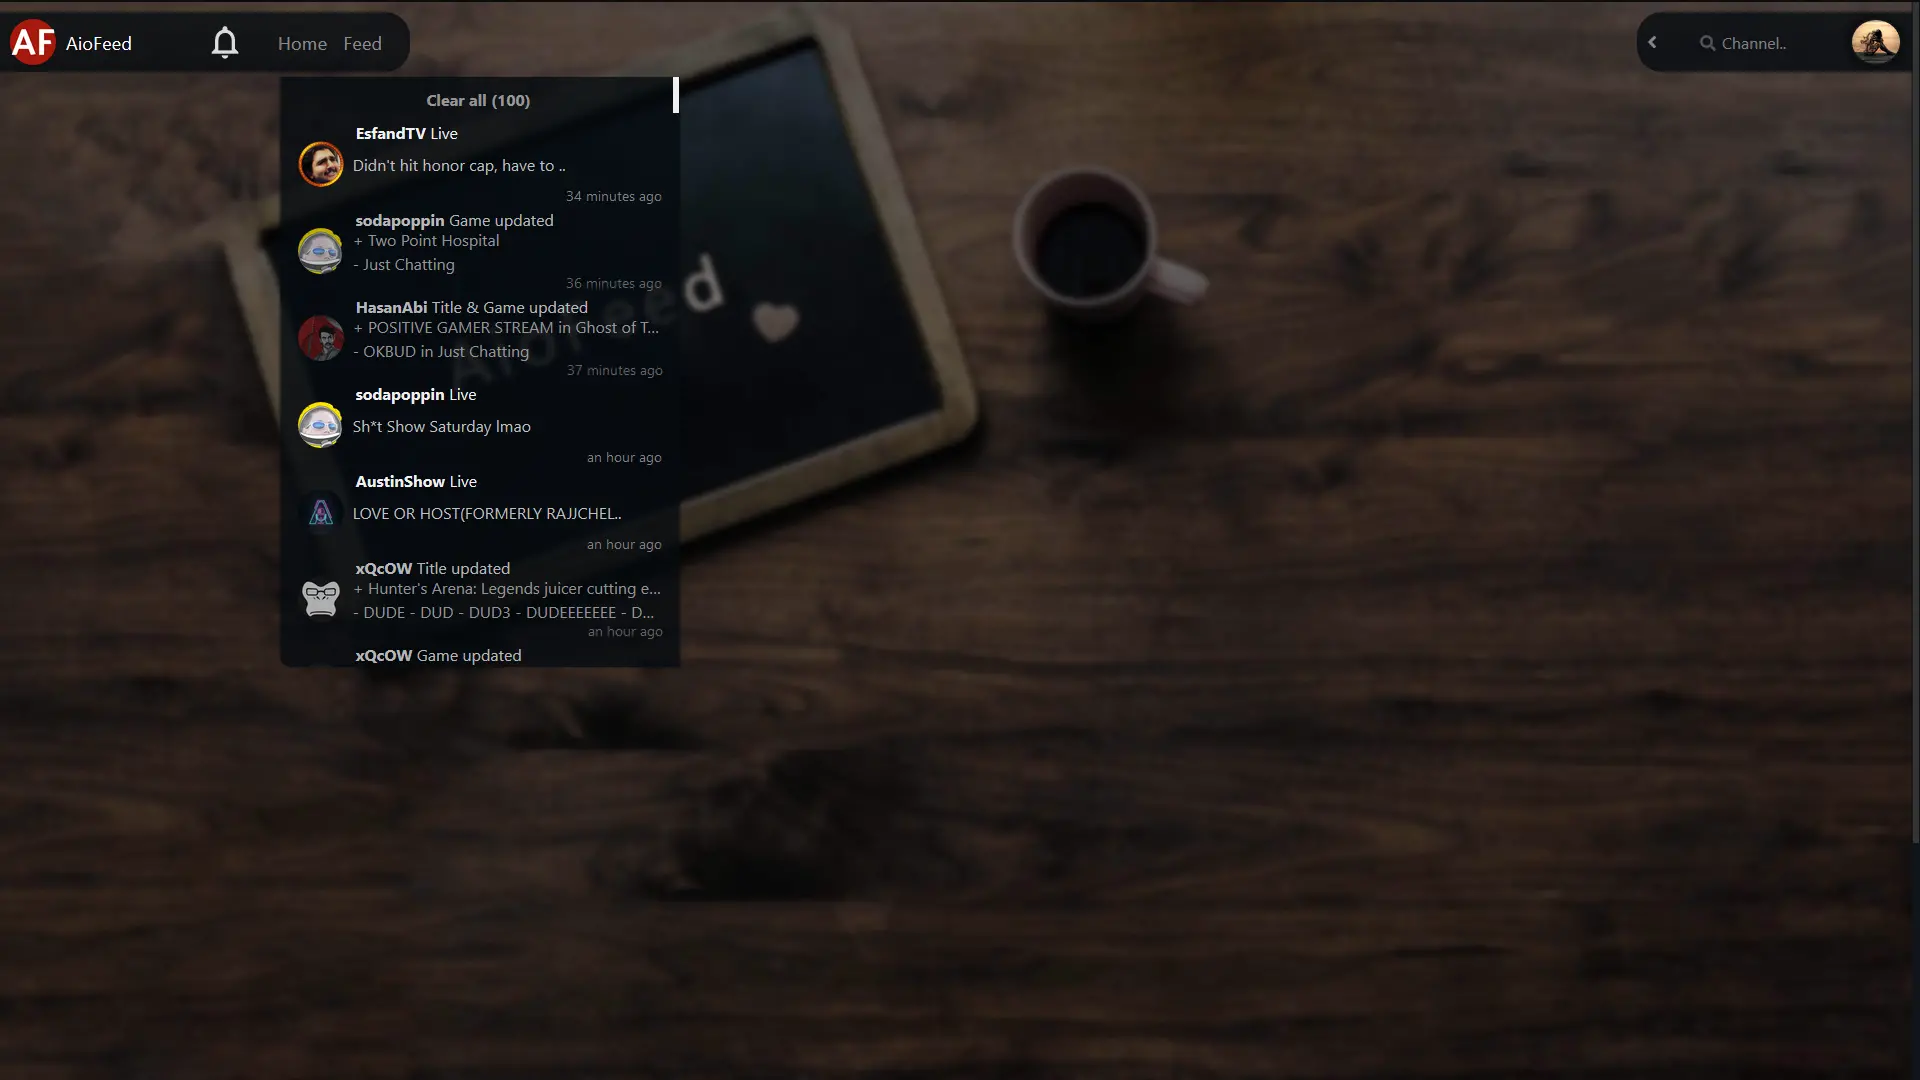 AF AioFeed Home Feed Channel..
Clear all (100)
EsfandTV Live
Didn't hit honor cap, have to ..
34 minutes ago
sodapoppin Game updated
+ Two Point Hospital
- Just Chatting
36 minutes ago
HasanAbi Title & Game updated
+ POSITIVE GAMER STREAM in Ghost of T...
- OKBUD in Just Chatting
37 minutes ago
sodapoppin Live
Sh*t Show Saturday lmao
an hour ago
AustinShow Live
LOVE OR HOST(FORMERLY RAJJCHEL..
an hour ago
xQcOW Title updated
+ Hunter's Arena: Legends juicer cutting e...
- DUDE - DUD - DUD3 - DUDEEEEEEE - D...
an hour ago
xQcOW Game updated
AioFeed